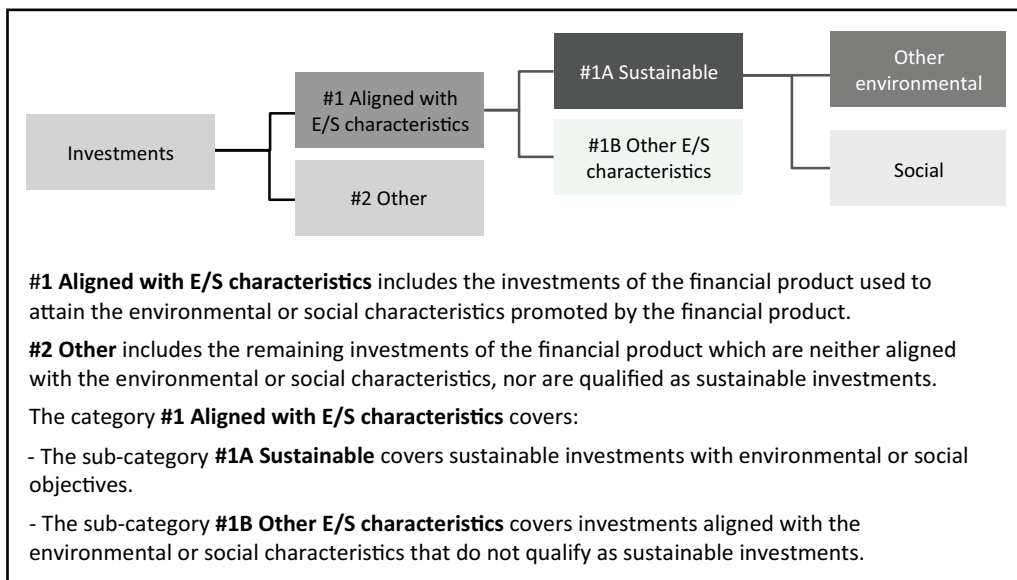 Investments
#1 Aligned with
E/S characteristics
#2 Other
#1A Sustainable
#1B Other E/S
characteristics
Other
environmental
Social
#1 Aligned with E/S characteristics includes the investments of the financial product used to
attain the environmental or social characteristics promoted by the financial product.
#2 Other includes the remaining investments of the financial product which are neither aligned
with the environmental or social characteristics, nor are qualified as sustainable investments.
The category #1 Aligned with E/S characteristics covers:
- The sub-category #1A Sustainable covers sustainable investments with environmental or social
objectives.
- The sub-category #1B Other E/S characteristics covers investments aligned with the
environmental or social characteristics that do not qualify as sustainable investments.